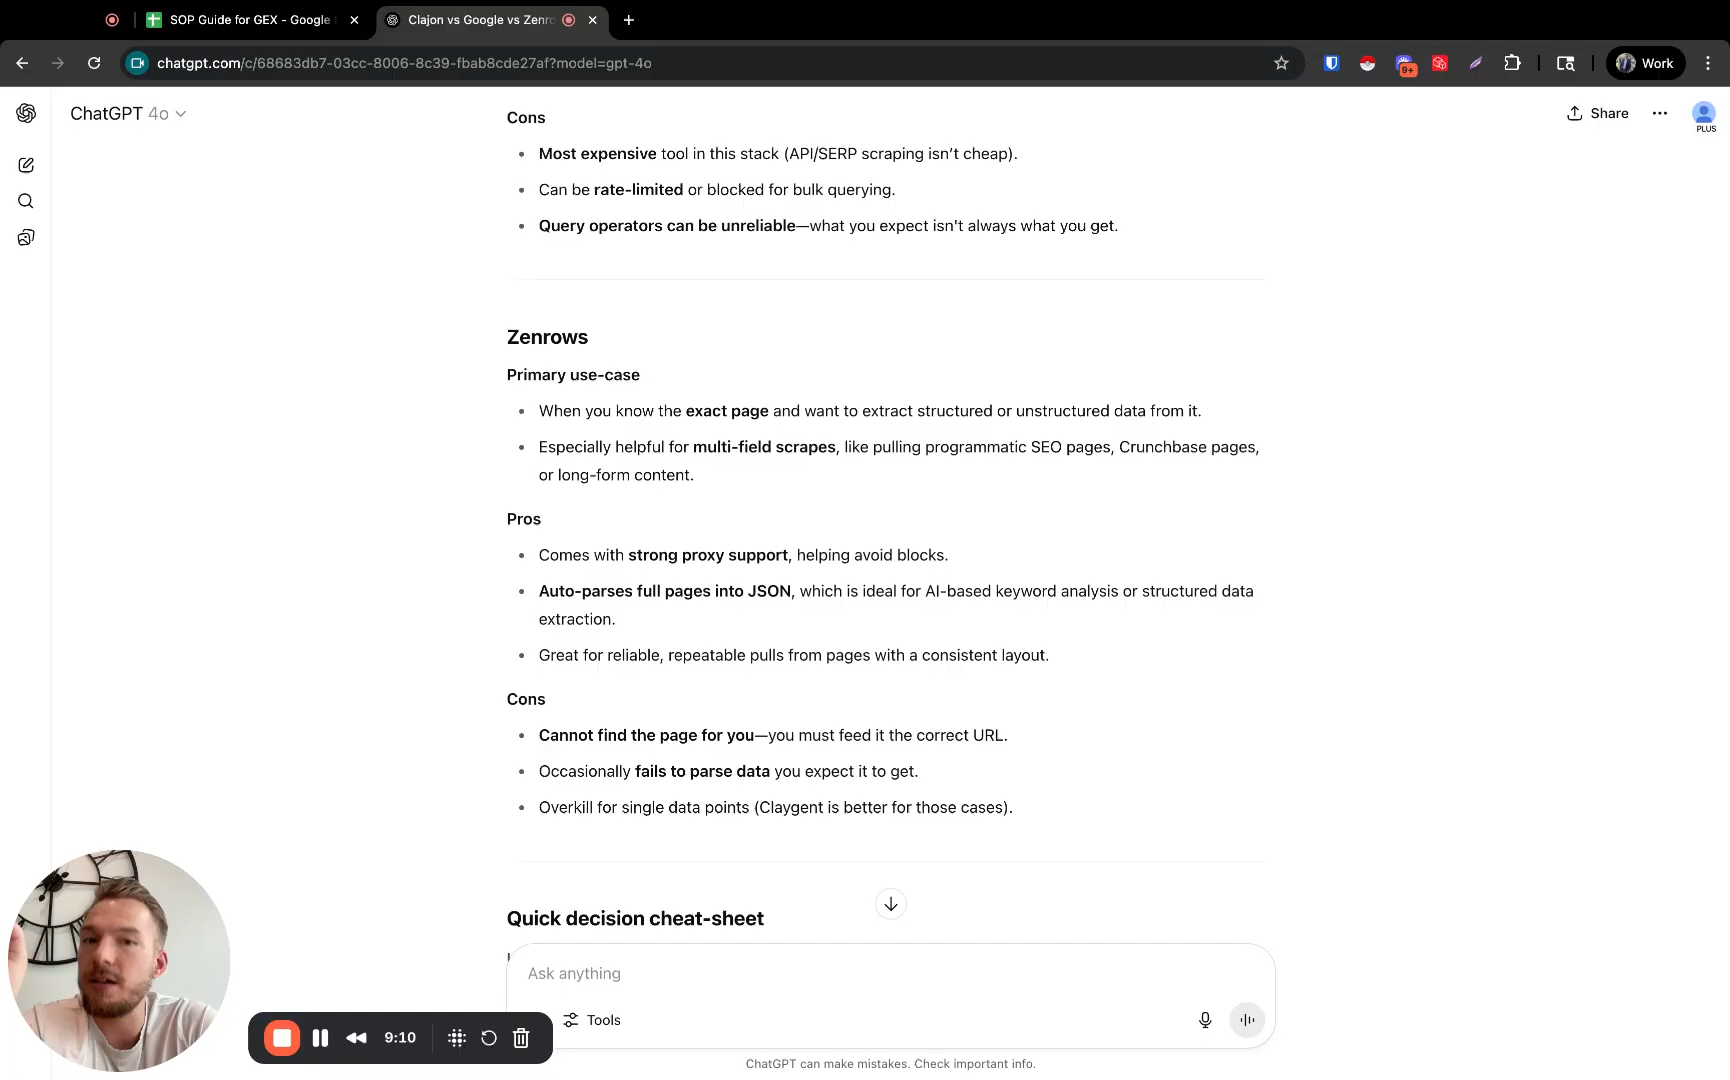 SOP Guide for GEX - Google
Clajon vs Google vs Zenro
chatgpt.com/c/68683db7-03cc-8006-8c39-fbab8cde27af?model=gpt-4o
9+
Work
ChatGPT 4o
Share
PLUS
Cons
Most expensive tool in this stack (API/SERP scraping isn’t cheap).
Can be rate-limited or blocked for bulk querying.
Query operators can be unreliable—what you expect isn't always what you get.
Zenrows
Primary use-case
When you know the exact page and want to extract structured or unstructured data from it.
Especially helpful for multi-field scrapes, like pulling programmatic SEO pages, Crunchbase pages,
or long-form content.
Pros
Comes with strong proxy support, helping avoid blocks.
Auto-parses full pages into JSON, which is ideal for AI-based keyword analysis or structured data
extraction.
Great for reliable, repeatable pulls from pages with a consistent layout.
Cons
Cannot find the page for you—you must feed it the correct URL.
Occasionally fails to parse data you expect it to get.
Overkill for single data points (Claygent is better for those cases).
Quick decision cheat-sheet
Ask anything
Tools
9:10
ChatGPT can make mistakes. Check important info.